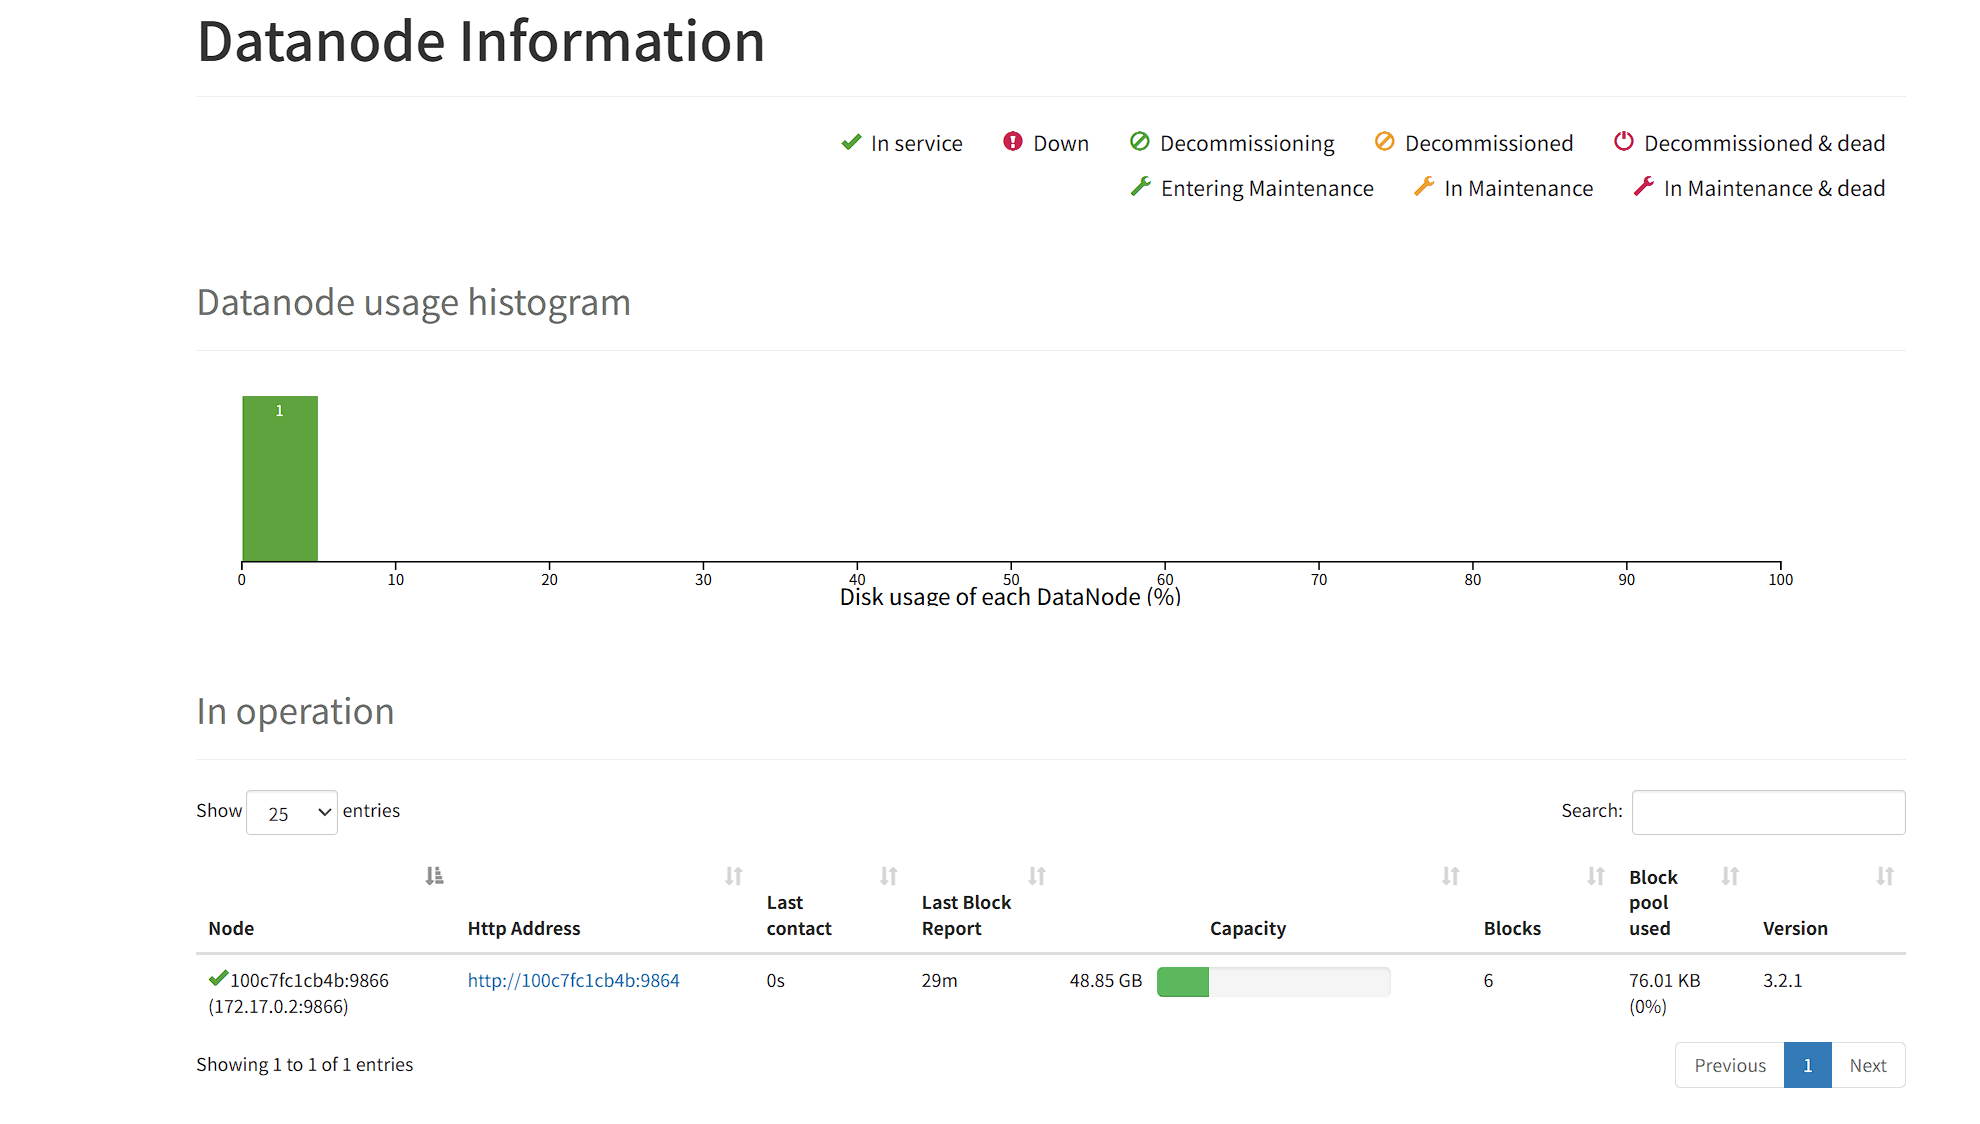 Datanode Information
In service Down Decommissioning Decommissioned Decommissioned & dead
Entering Maintenance In Maintenance In Maintenance & dead
Datanode usage histogram
1
0 10 20 30 40 50 60 70 80 90 100
Disk usage of each DataNode (%)
In operation
Show 25 entries Search:
Node Http Address Last contact Last Block Report Capacity Blocks Block pool used Version
100c7fc1cb4b:9866 http://100c7fc1cb4b:9864 0s 29m 48.85 GB 6 76.01 KB 3.2.1
(172.17.0.2:9866) (0%)
Showing 1 to 1 of 1 entries Previous 1 Next